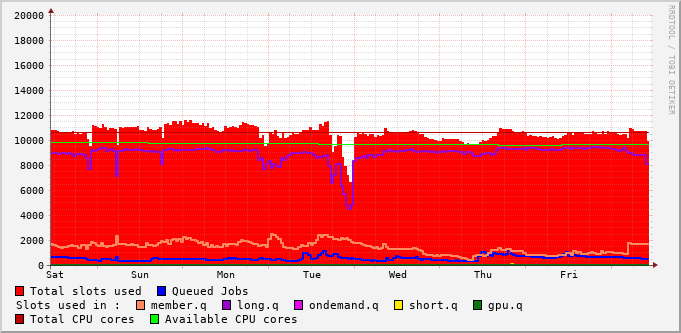 20000
18000
16000
14000
12000
10000
8000
6000
4000
2000
0
Sat Sun Mon Tue Wed Thu Fri
Total slots used Queued Jobs
Slots used in : member.q long.q ondemand.q short.q gpu.q
Total CPU cores Available CPU cores
RRDTOOL / TOBI OETIKER